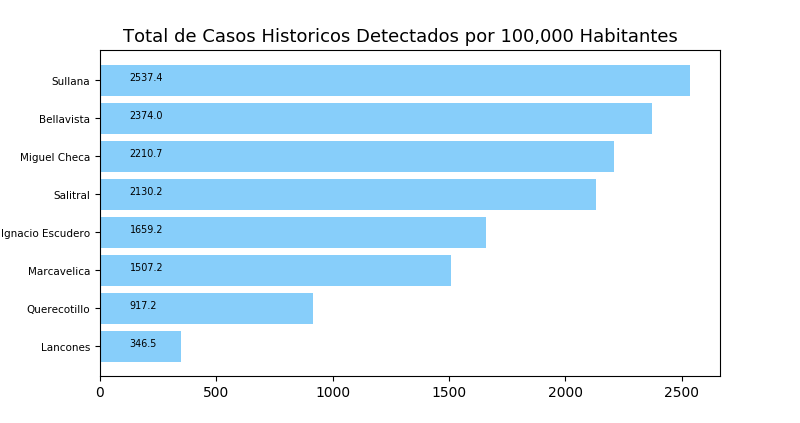 Total de Casos Historicos Detectados por 100,000 Habitantes
Sullana 2537.4
Bellavista 2374.0
Miguel Checa 2210.7
Salitral 2130.2
Ignacio Escudero 1659.2
Marcavelica 1507.2
Querecotillo 917.2
Lancones 346.5
0 500 1000 1500 2000 2500